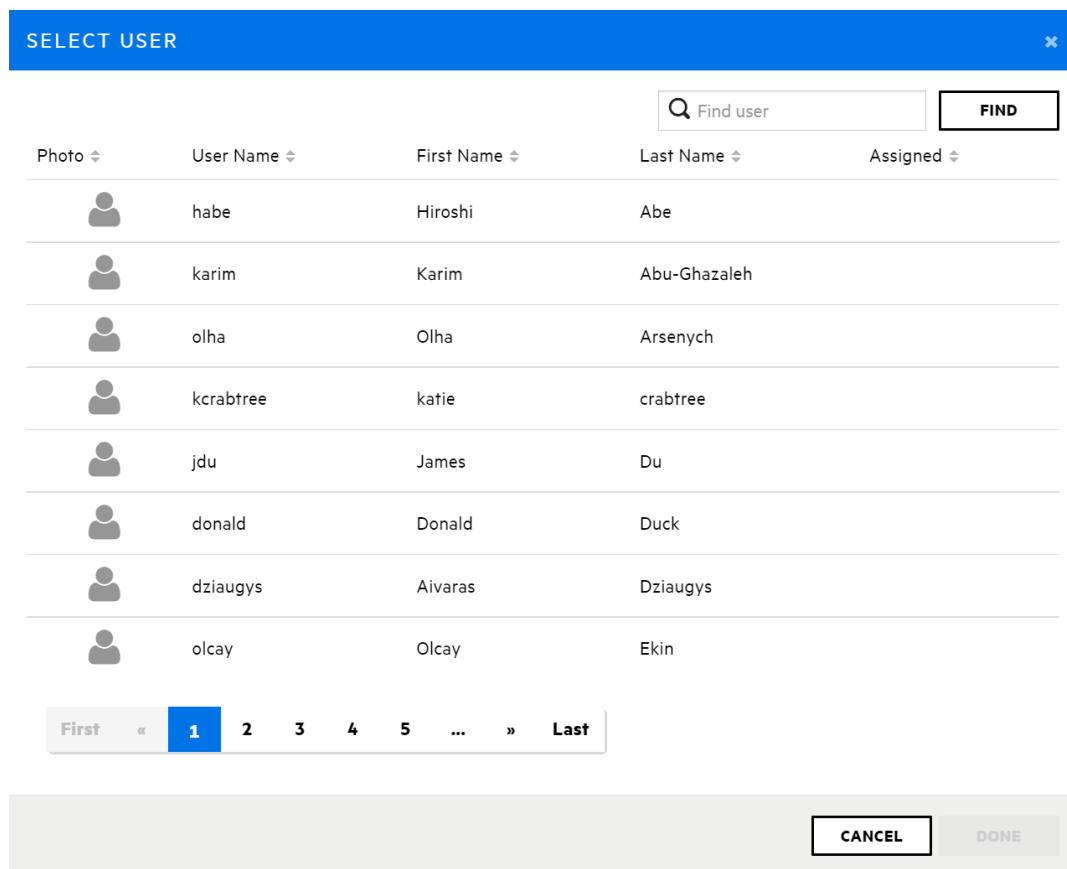 SELECT USER ×
Find user FIND
Photo User Name First Name Last Name Assigned
habe Hiroshi Abe
karim Karim Abu-Ghazaleh
olha Olha Arsenych
kcrabtree katie crabtree
jdu James Du
donald Donald Duck
dziaugys Aivaras Dziaugys
olcay Olcay Ekin
First « 1 2 3 4 5 ... » Last
CANCEL DONE